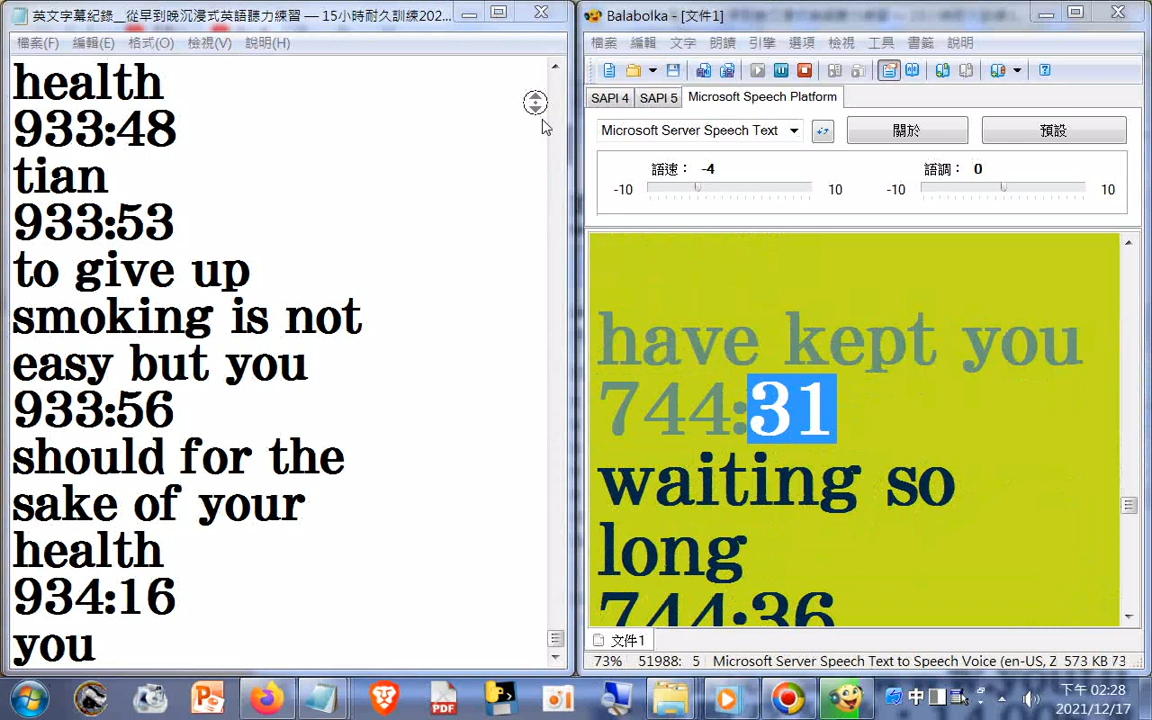 英文字幕紀錄__從早到晚沉浸式英語聽力練習 — 15小時耐久訓練202...
檔案(F) 編輯(E) 格式(O) 檢視(V) 說明(H)
health
933:48
tian
933:53
to give up
smoking is not
easy but you
933:56
should for the
sake of your
health
934:16
you
Balabolka - [文件1]
檔案 編輯 文字 朗讀 引擎 選項 檢視 工具 書籤 說明
SAPI 4 SAPI 5 Microsoft Speech Platform
Microsoft Server Speech Text 關於 預設
語速： -4 語調： 0
-10 10 -10 10
have kept you
744:31
waiting so
long
744:36
文件1
73% 51988: 5 Microsoft Server Speech Text to Speech Voice (en-US, Z 573 KB 73
PDF
中
下午 02:28
2021/12/17